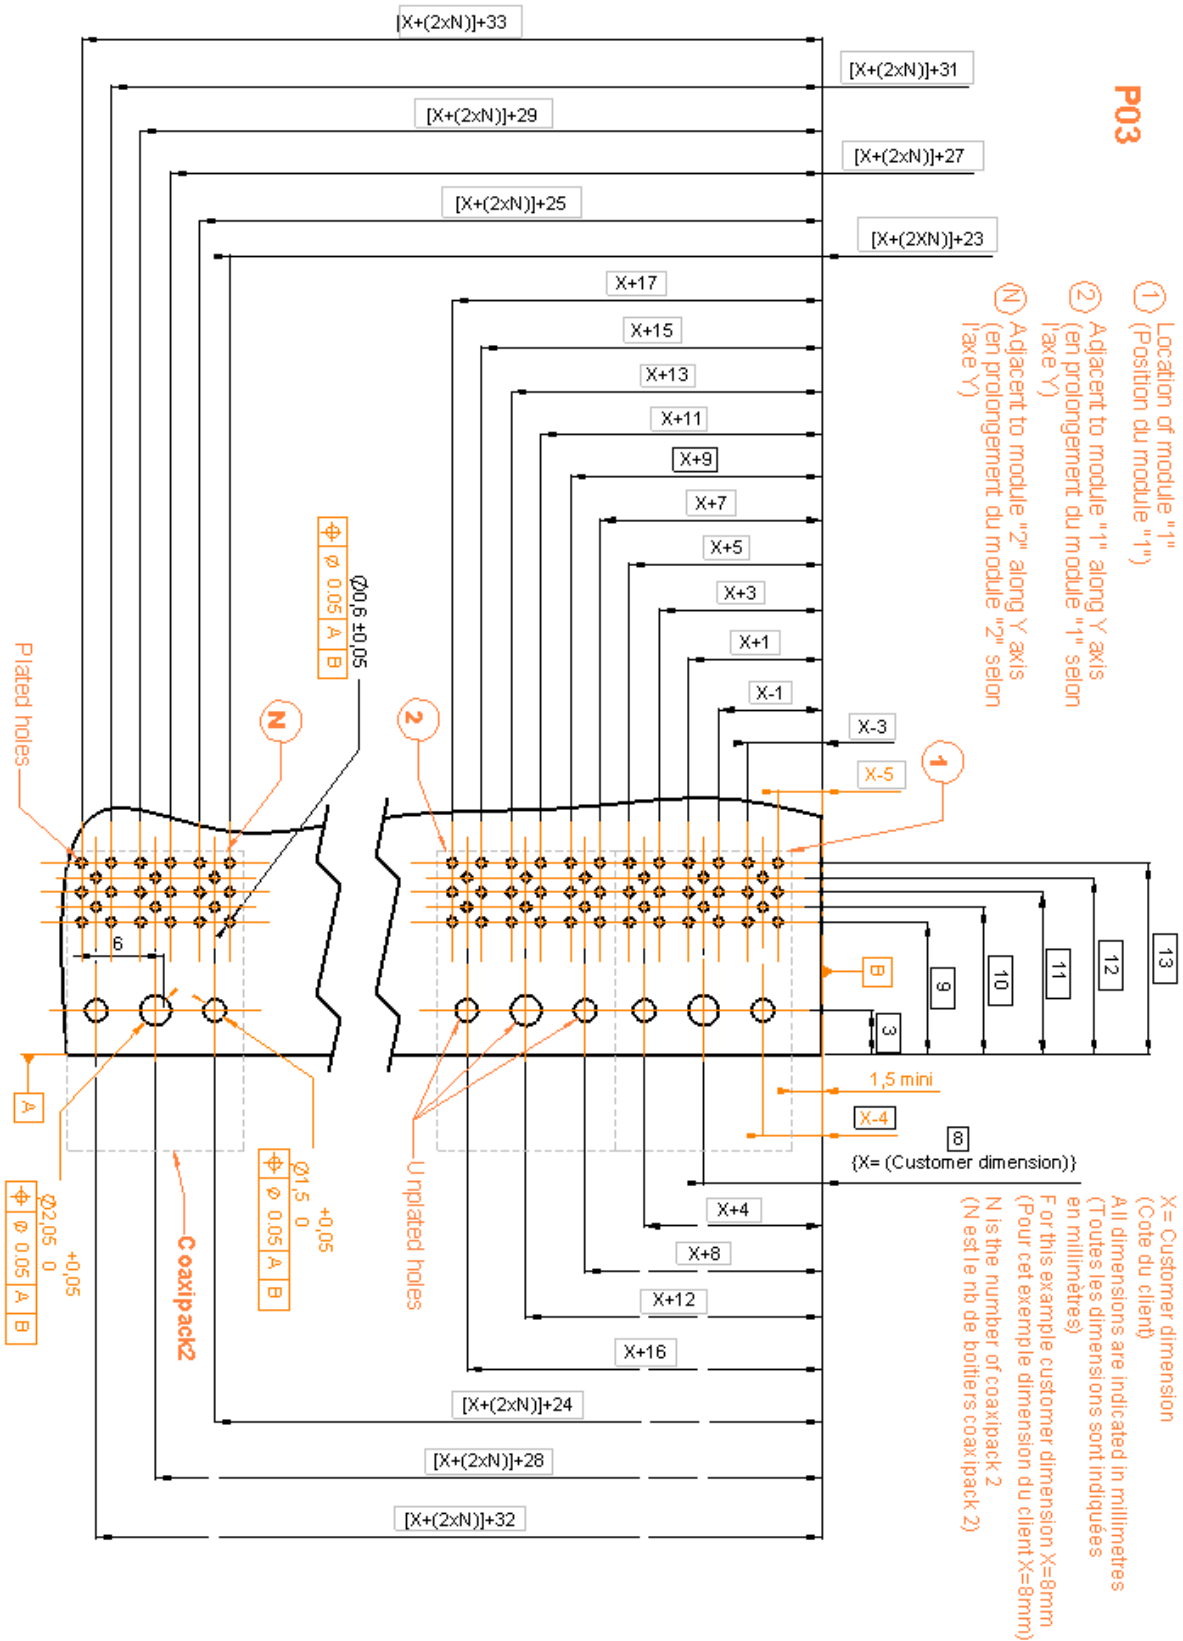 P03
① Location of module "1"
(Position du module "1")
② Adjacent to module "1" along Y axis
(en prolongement du module "1" selon
l'axe Y)
Ⓝ Adjacent to module "2" along Y axis
(en prolongement du module "2" selon
l'axe Y)
[X+(2xN)]+33
[X+(2xN)]+31
[X+(2xN)]+29
[X+(2xN)]+27
[X+(2xN)]+25
[X+(2XN)]+23
X+17
X+15
X+13
X+11
X+9
X+7
X+5
X+3
X+1
X-1
X-3
X-5
1
2
N
Ø0,6 ±0,05
⌖ Ø 0.05 A B
Plated holes
6
B
13
12
11
10
9
3
1,5 mini
X-4
8
{X= (Customer dimension)}
A
X+4
X+8
X+12
X+16
[X+(2xN)]+24
[X+(2xN)]+28
[X+(2xN)]+32
Unplated holes
+0,05
Ø1,5 0
⌖ Ø 0.05 A B
Coaxipack2
+0,05
Ø2,05 0
⌖ Ø 0.05 A B
X= Customer dimension
(Cote du client)
All dimensions are indicated in millimetres
(Toutes les dimensions sont indiquées
en millimètres)
For this example customer dimension X=8mm
(Pour cet exemple dimension du client X=8mm)
N is the number of coaxipack 2
(N est le nb de boitiers coaxipack 2)